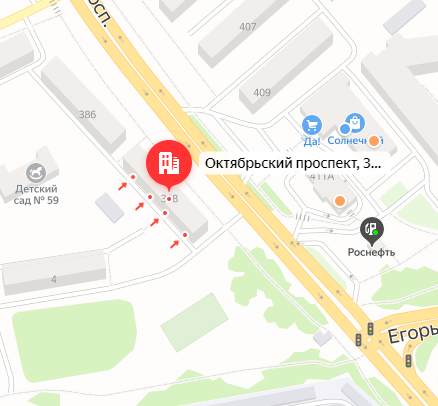 осп.
407
386
409
Да!
Солнечный
Октябрьский проспект, 3...
Детский
сад № 59
411А
Роснефть
4
Егорь